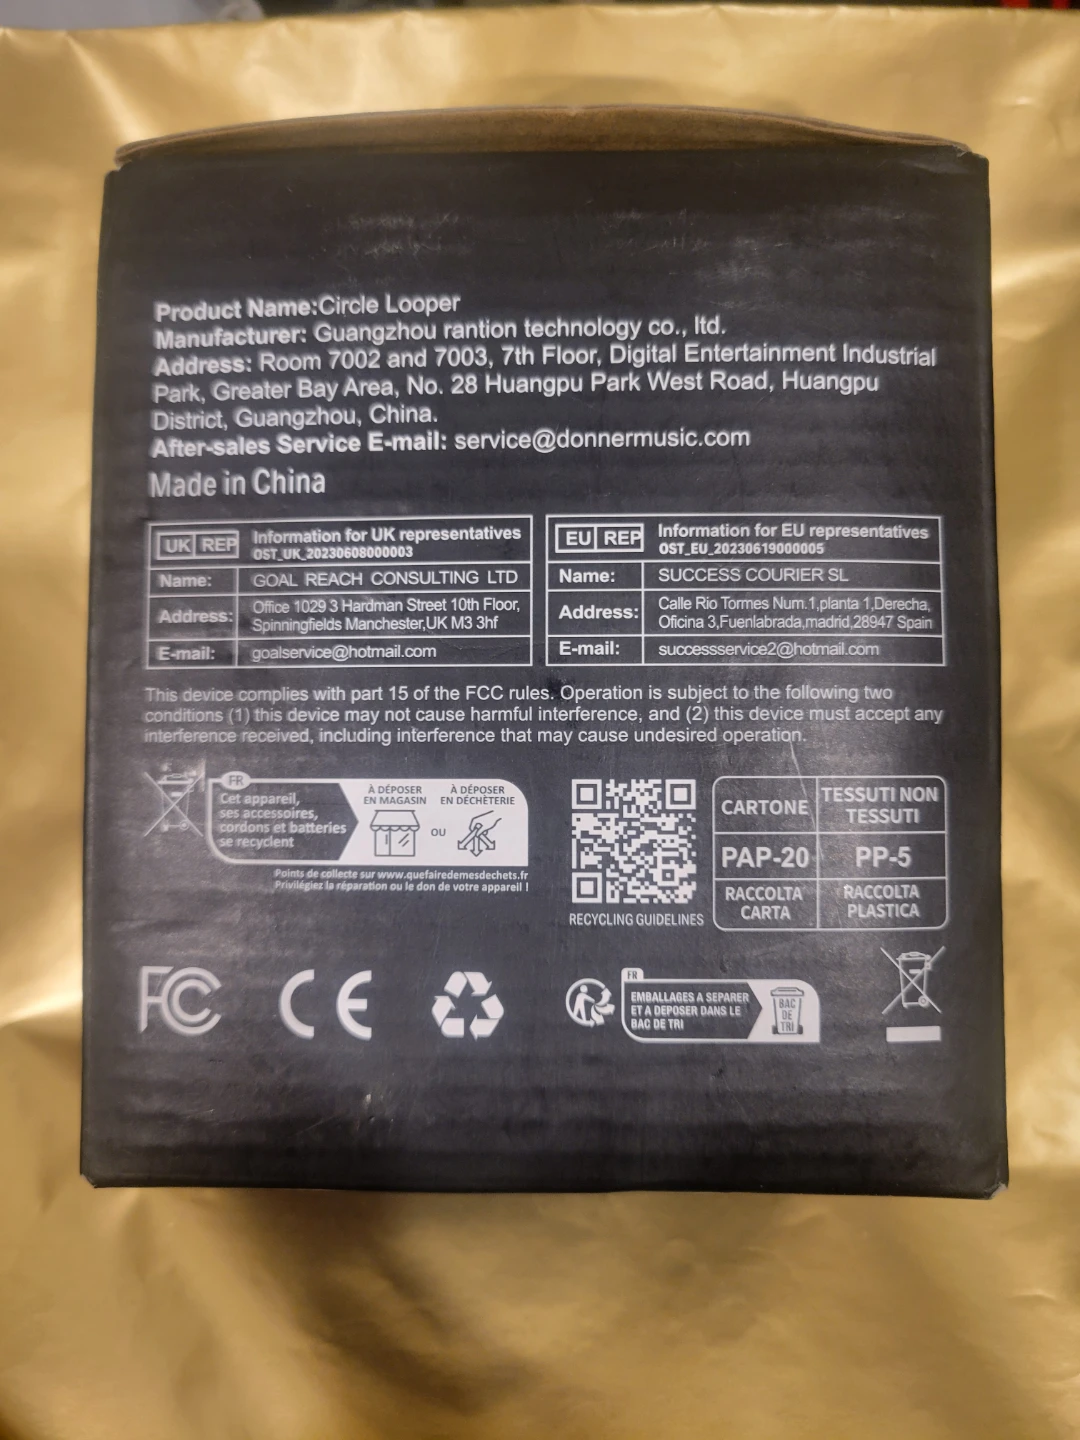 Product Name:Circle Looper
Manufacturer: Guangzhou rantion technology co., ltd.
Address: Room 7002 and 7003, 7th Floor, Digital Entertainment Industrial
Park, Greater Bay Area, No. 28 Huangpu Park West Road, Huangpu
District, Guangzhou, China.
After-sales Service E-mail: service@donnermusic.com
Made in China
UK REP Information for UK representatives
OST_UK_20230608000003
Name: GOAL REACH CONSULTING LTD
Address: Office 1029 3 Hardman Street 10th Floor,
Spinningfields Manchester,UK M3 3hf
E-mail: goalservice@hotmail.com
EU REP Information for EU representatives
OST_EU_20230619000005
Name: SUCCESS COURIER SL
Address: Calle Rio Tormes Num.1,planta 1,Derecha,
Oficina 3,Fuenlabrada,madrid,28947 Spain
E-mail: successservice2@hotmail.com
This device complies with part 15 of the FCC rules. Operation is subject to the following two
conditions (1) this device may not cause harmful interference, and (2) this device must accept any
interference received, including interference that may cause undesired operation.
FR
Cet appareil,
ses accessoires,
cordons et batteries
se recyclent
À DÉPOSER
EN MAGASIN
OU
À DÉPOSER
EN DÉCHÈTERIE
Points de collecte sur www.quefairedemesdechets.fr
Privilégiez la réparation ou le don de votre appareil !
RECYCLING GUIDELINES
CARTONE
TESSUTI NON
TESSUTI
PAP-20
PP-5
RACCOLTA
CARTA
RACCOLTA
PLASTICA
FC
CE
FR
EMBALLAGES A SEPARER
ET A DEPOSER DANS LE
BAC DE TRI
BAC
DE
TRI